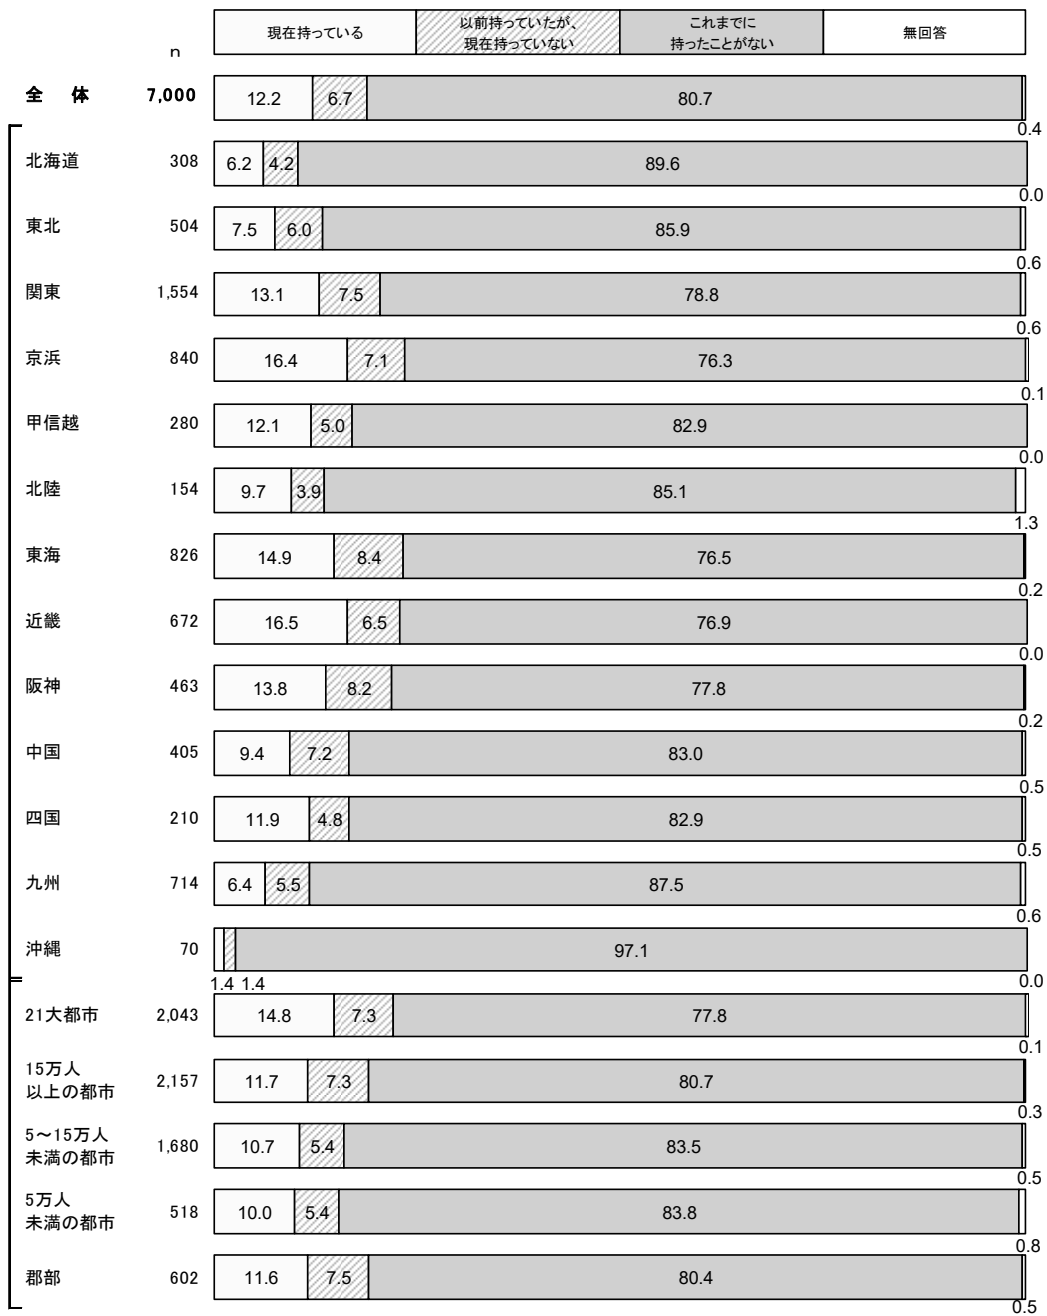 n
現在持っている
以前持っていたが、
現在持っていない
これまでに
持ったことがない
無回答
全 体 7,000 12.2 6.7 80.7 0.4
北海道 308 6.2 4.2 89.6 0.0
東北 504 7.5 6.0 85.9 0.6
関東 1,554 13.1 7.5 78.8 0.6
京浜 840 16.4 7.1 76.3 0.1
甲信越 280 12.1 5.0 82.9 0.0
北陸 154 9.7 3.9 85.1 1.3
東海 826 14.9 8.4 76.5 0.2
近畿 672 16.5 6.5 76.9 0.0
阪神 463 13.8 8.2 77.8 0.2
中国 405 9.4 7.2 83.0 0.5
四国 210 11.9 4.8 82.9 0.5
九州 714 6.4 5.5 87.5 0.6
沖縄 70 1.4 1.4 97.1 0.0
21大都市 2,043 14.8 7.3 77.8 0.1
15万人
以上の都市 2,157 11.7 7.3 80.7 0.3
5～15万人
未満の都市 1,680 10.7 5.4 83.5 0.5
5万人
未満の都市 518 10.0 5.4 83.8 0.8
郡部 602 11.6 7.5 80.4 0.5